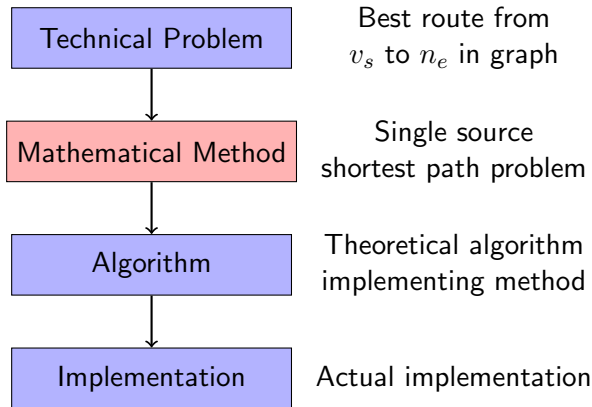 Technical Problem
Best route from
v_s to n_e in graph
Mathematical Method
Single source
shortest path problem
Algorithm
Theoretical algorithm
implementing method
Implementation
Actual implementation